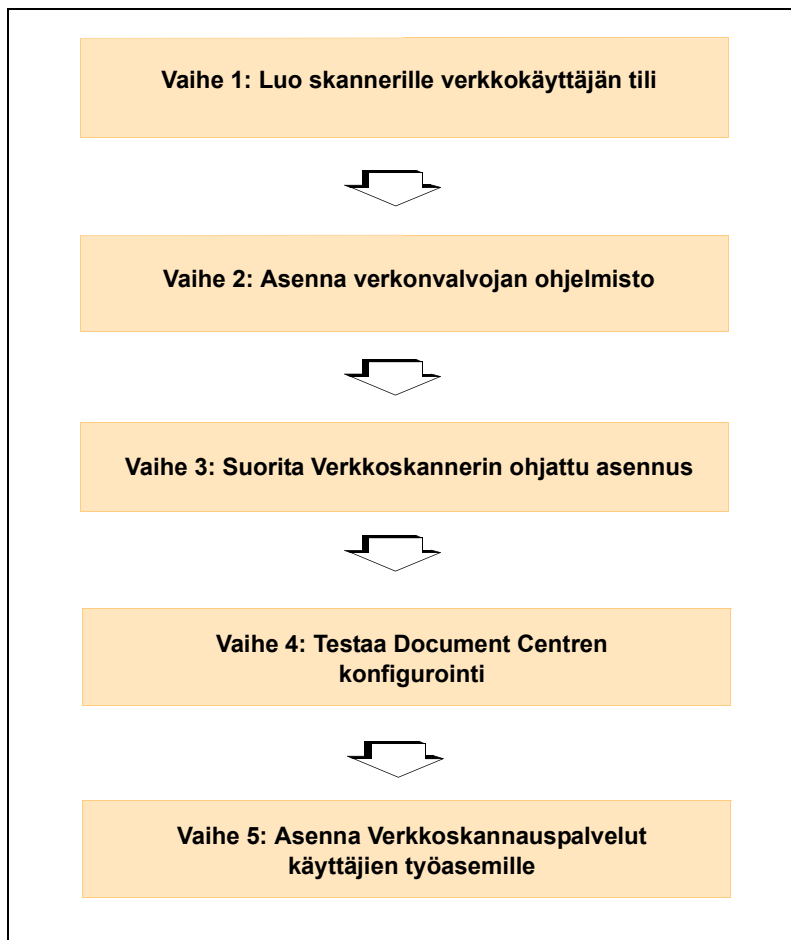 Vaihe 1: Luo skannerille verkkokäyttäjän tili
Vaihe 2: Asenna verkonvalvojan ohjelmisto
Vaihe 3: Suorita Verkkoskannerin ohjattu asennus
Vaihe 4: Testaa Document Centren
konfigurointi
Vaihe 5: Asenna Verkkoskannauspalvelut
käyttäjien työasemille